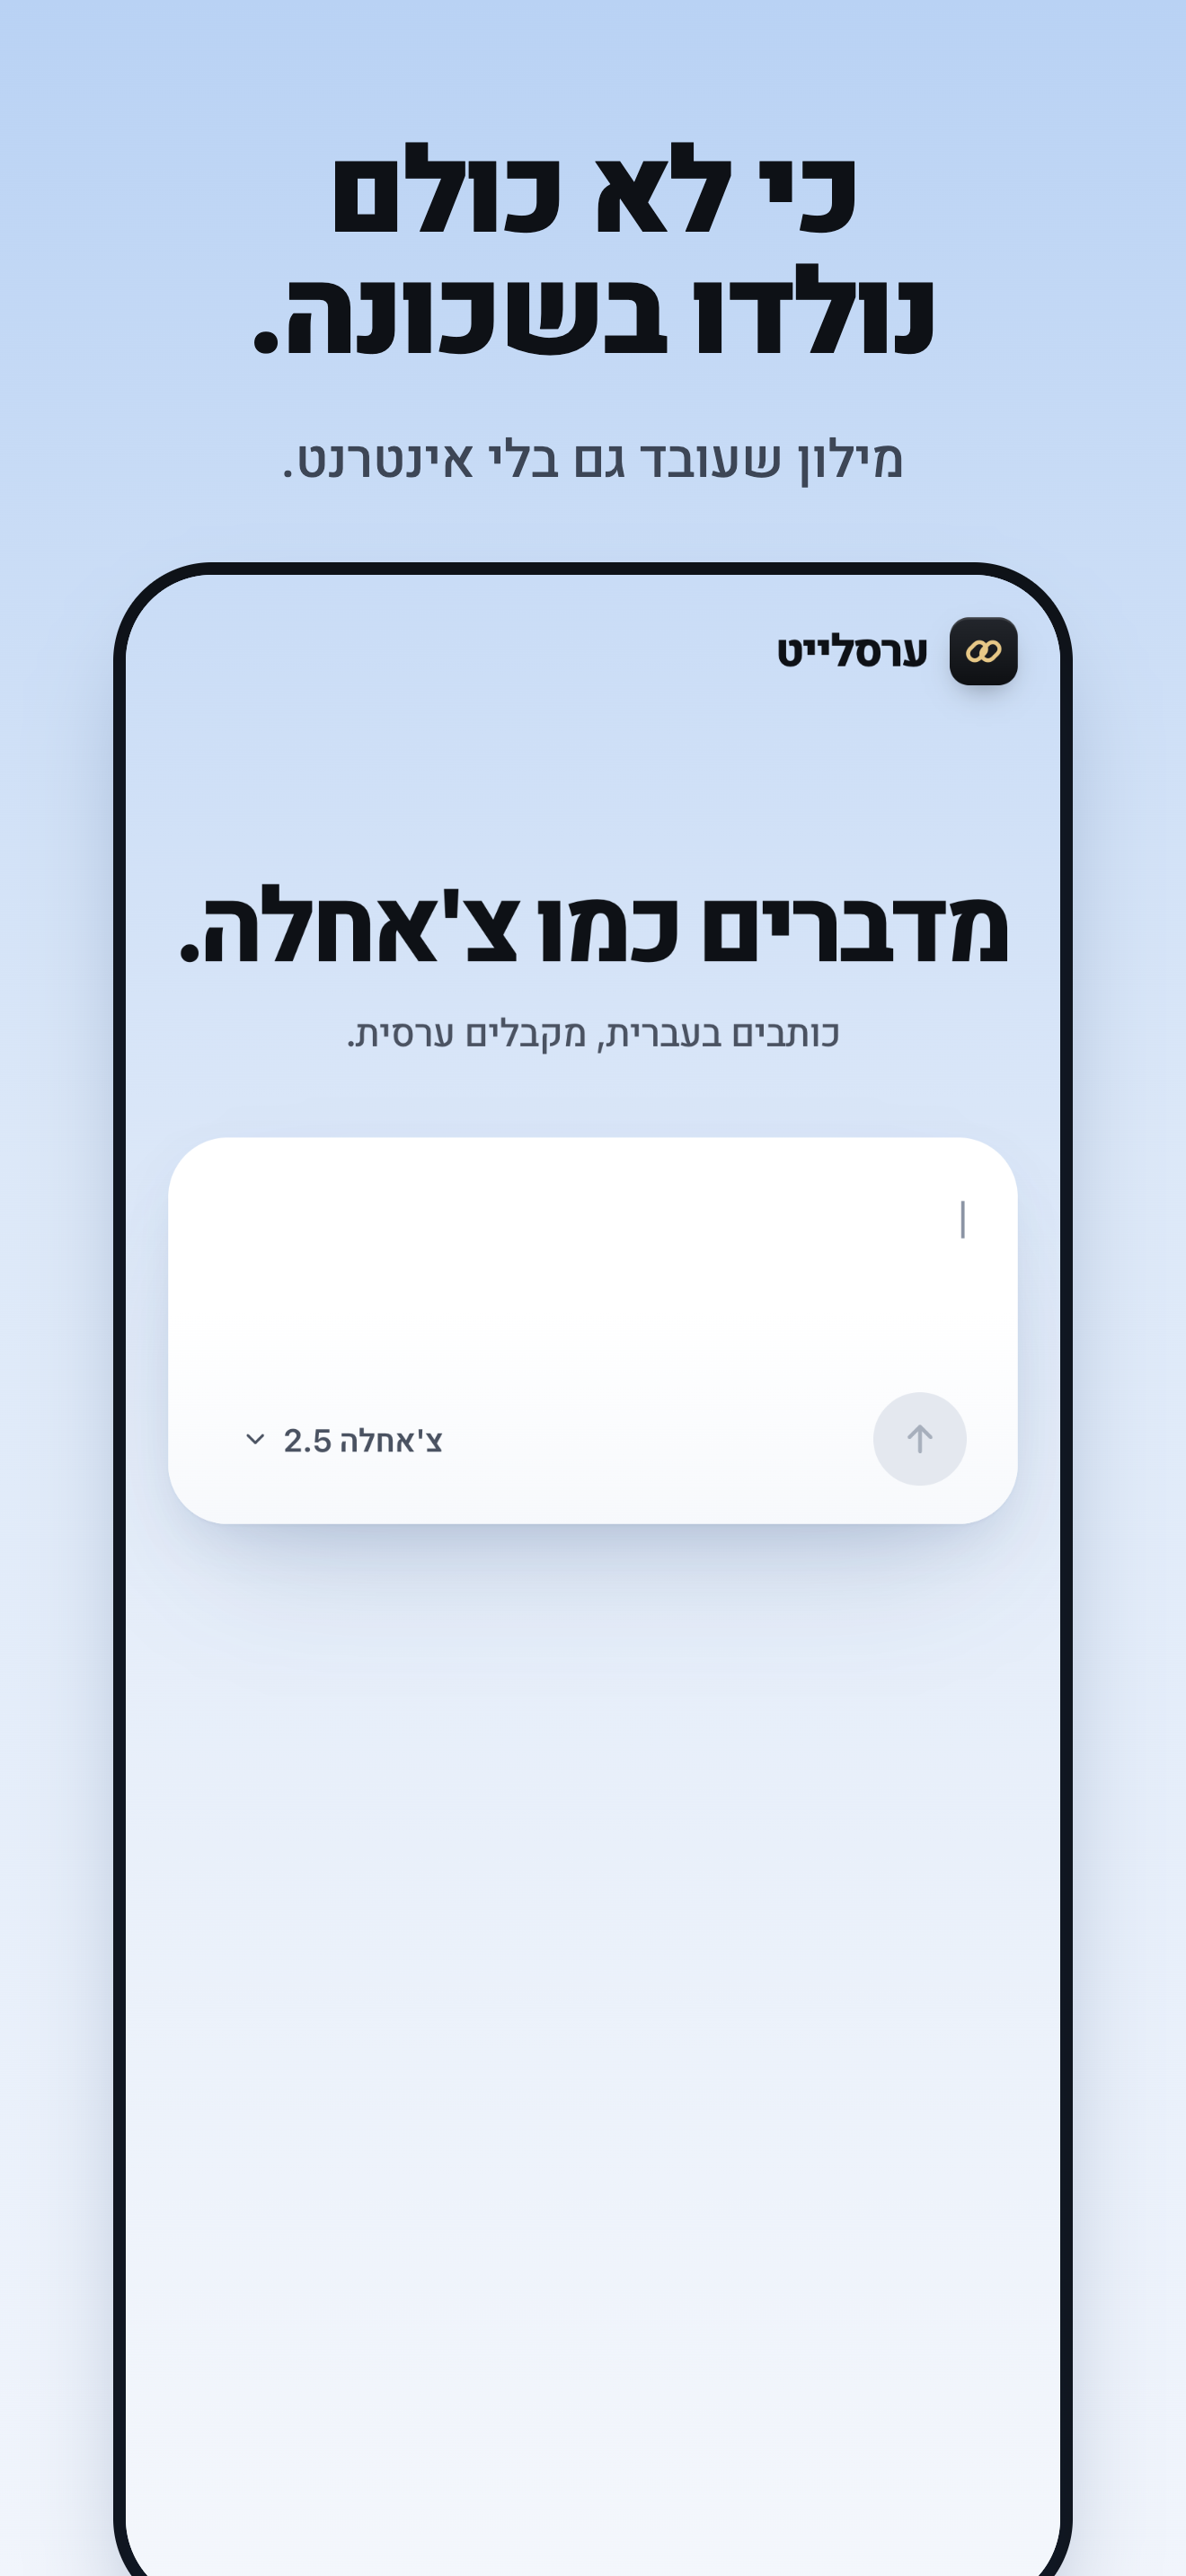 כי לא כולם
נולדו בשכונה.
מילון שעובד גם בלי אינטרנט.
ערסלייט
מדברים כמו צ'אחלה.
כותבים בעברית, מקבלים ערסית.
צ'אחלה 2.5